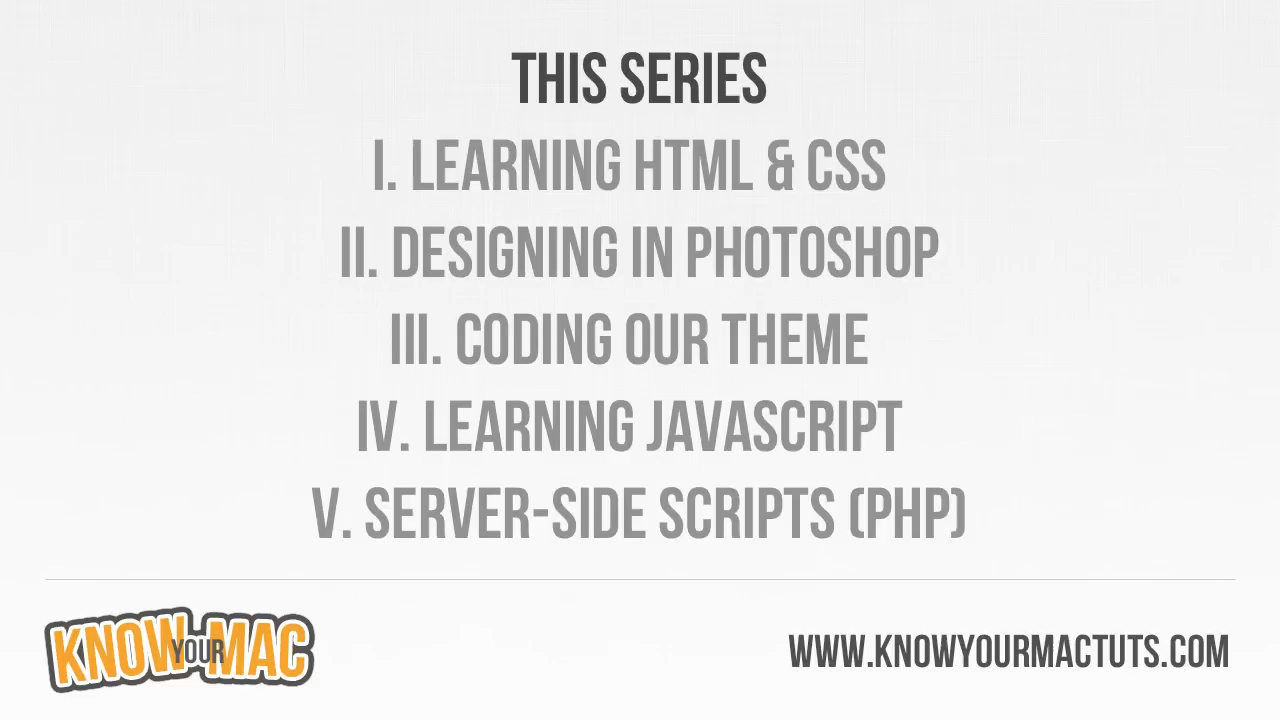 THIS SERIES
I. LEARNING HTML & CSS
II. DESIGNING IN PHOTOSHOP
III. CODING OUR THEME
IV. LEARNING JAVASCRIPT
V. SERVER-SIDE SCRIPTS (PHP)
KNOW YOUR MAC
WWW.KNOWYOURMACTUTS.COM